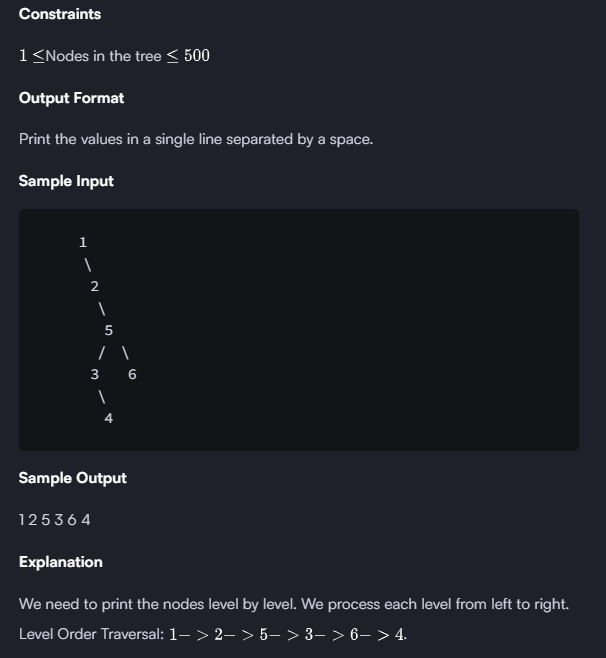 Constraints
1 ≤Nodes in the tree ≤ 500
Output Format
Print the values in a single line separated by a space.
Sample Input
1
\
2
\
5
/ \
3 6
\
4
Sample Output
1 2 5 3 6 4
Explanation
We need to print the nodes level by level. We process each level from left to right.
Level Order Traversal: 1− > 2− > 5− > 3− > 6− > 4.